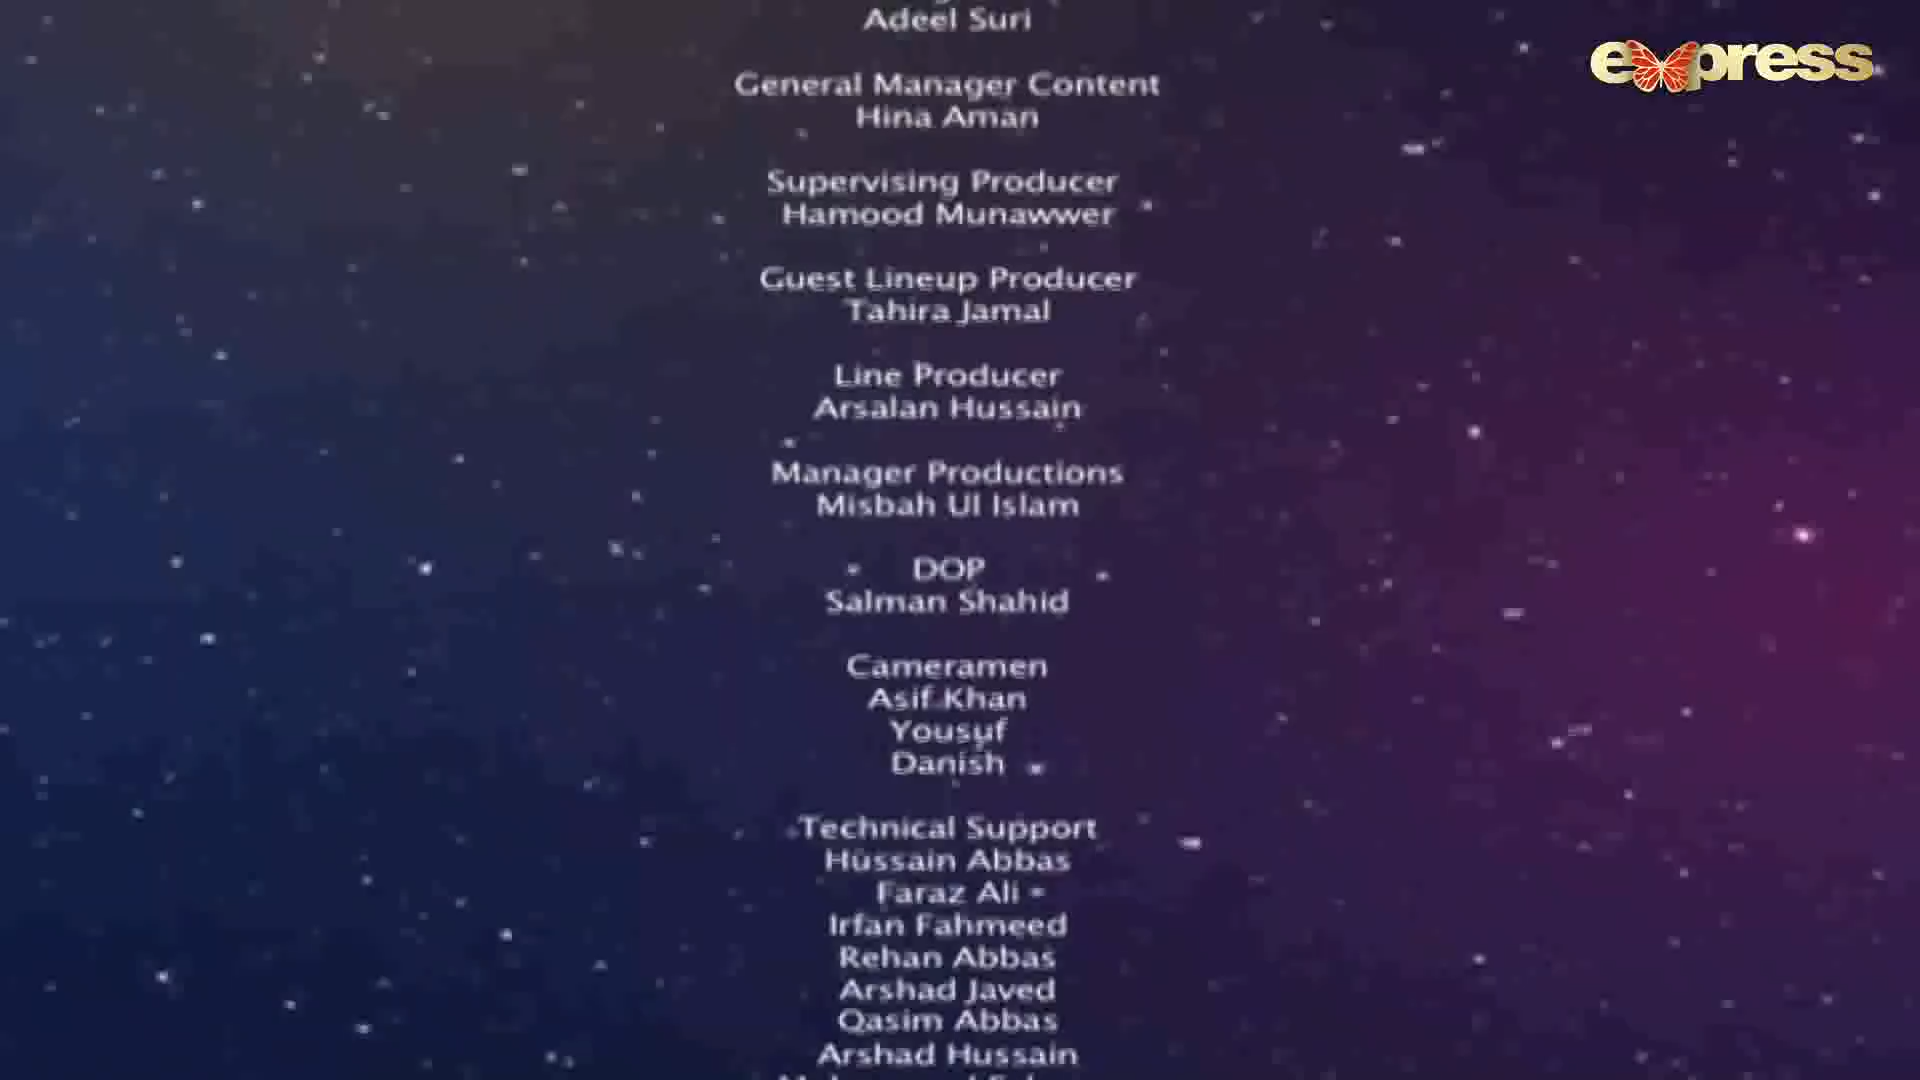 Adeel Suri
express
General Manager Content
Hina Aman
Supervising Producer
Hamood Munawwer
Guest Lineup Producer
Tahira Jamal
Line Producer
Arsalan Hussain
Manager Productions
Misbah Ul Islam
DOP
Salman Shahid
Cameramen
Asif Khan
Yousuf
Danish
Technical Support
Hussain Abbas
Faraz Ali
Irfan Fahmeed
Rehan Abbas
Arshad Javed
Qasim Abbas
Arshad Hussain